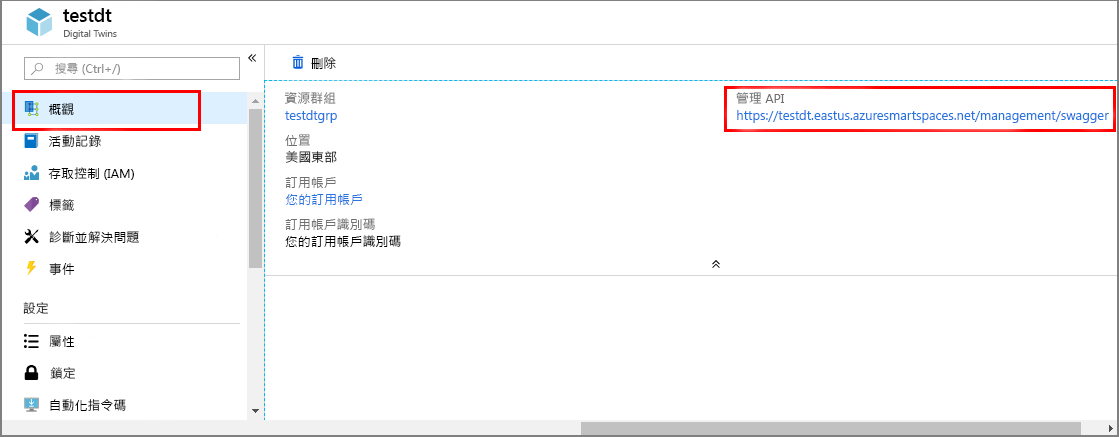 testdt
Digital Twins
搜尋 (Ctrl+/)
概觀
活動記錄
存取控制 (IAM)
標籤
診斷並解決問題
事件
設定
屬性
鎖定
自動化指令碼
刪除
資源群組
testdtgrp
位置
美國東部
訂用帳戶
您的訂用帳戶
訂用帳戶識別碼
您的訂用帳戶識別碼
管理 API
https://testdt.eastus.azuresmartspaces.net/management/swagger